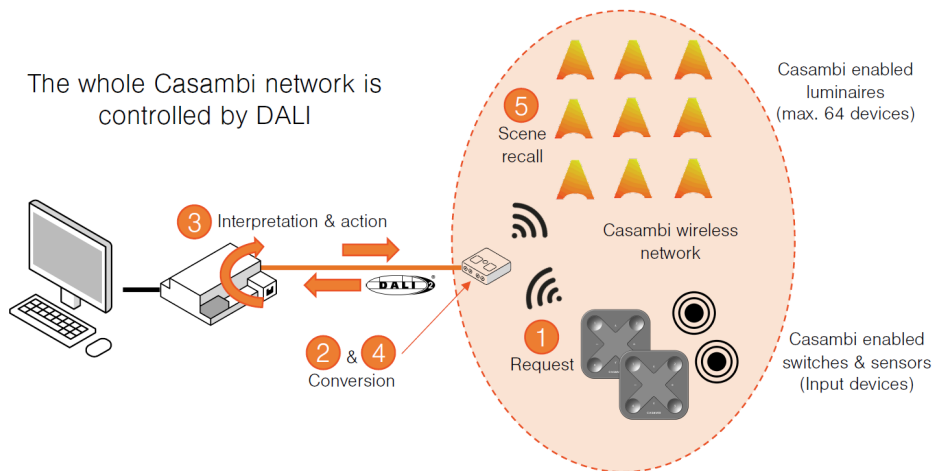 The whole Casambi network is
controlled by DALI
3 Interpretation & action
DALI 2
2 & 4
Conversion
5
Scene
recall
Casambi wireless
network
1
Request
Casambi enabled
luminaires
(max. 64 devices)
Casambi enabled
switches & sensors
(Input devices)